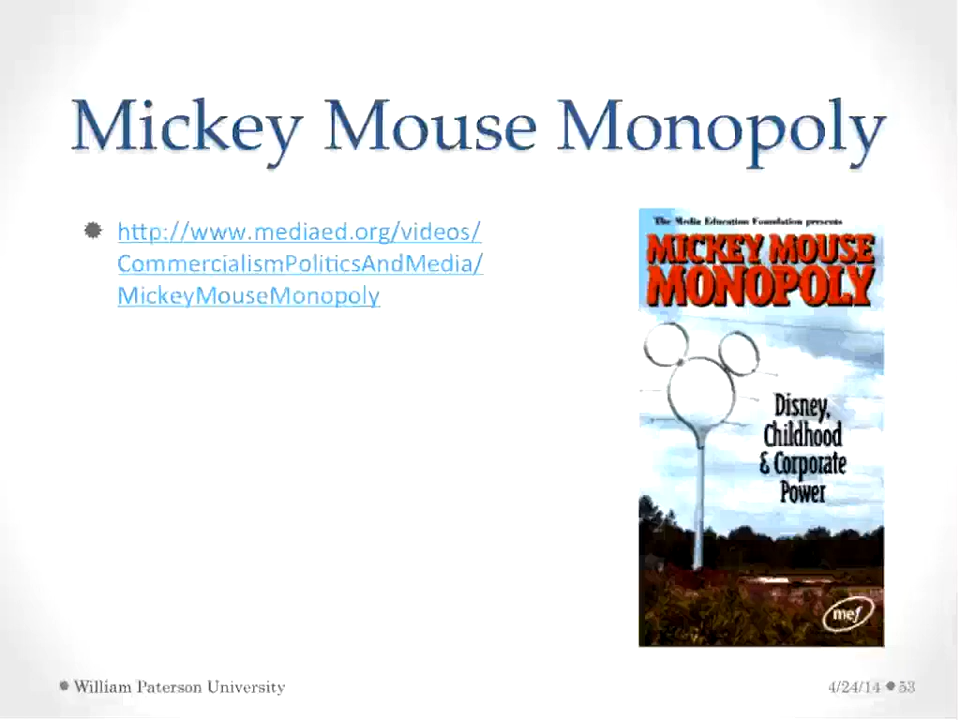 Mickey Mouse Monopoly
http://www.mediaed.org/videos/
CommercialismPoliticsAndMedia/
MickeyMouseMonopoly
The Media Education Foundation presents
MICKEY MOUSE
MONOPOLY
Disney,
Childhood
& Corporate
Power
mef
William Paterson University
4/24/14 53